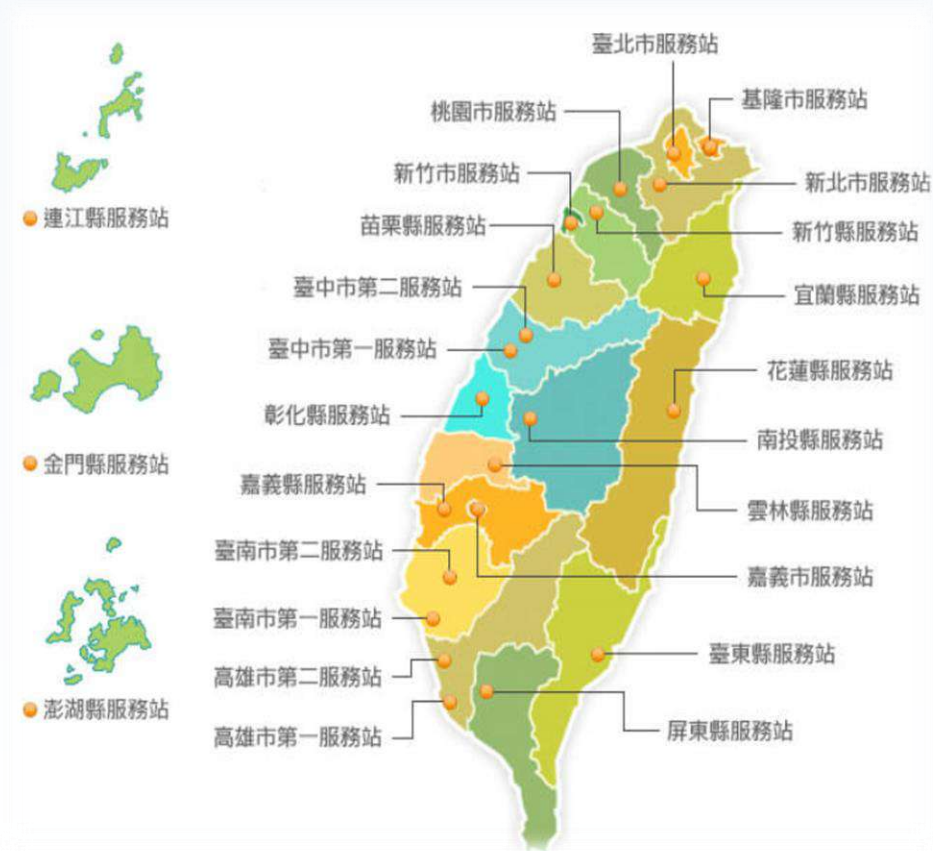 臺北市服務站
基隆市服務站
桃園市服務站
新竹市服務站
新北市服務站
連江縣服務站
苗栗縣服務站
新竹縣服務站
臺中市第二服務站
宜蘭縣服務站
臺中市第一服務站
花蓮縣服務站
彰化縣服務站
南投縣服務站
金門縣服務站
嘉義縣服務站
雲林縣服務站
臺南市第二服務站
嘉義市服務站
臺南市第一服務站
臺東縣服務站
高雄市第二服務站
澎湖縣服務站
屏東縣服務站
高雄市第一服務站